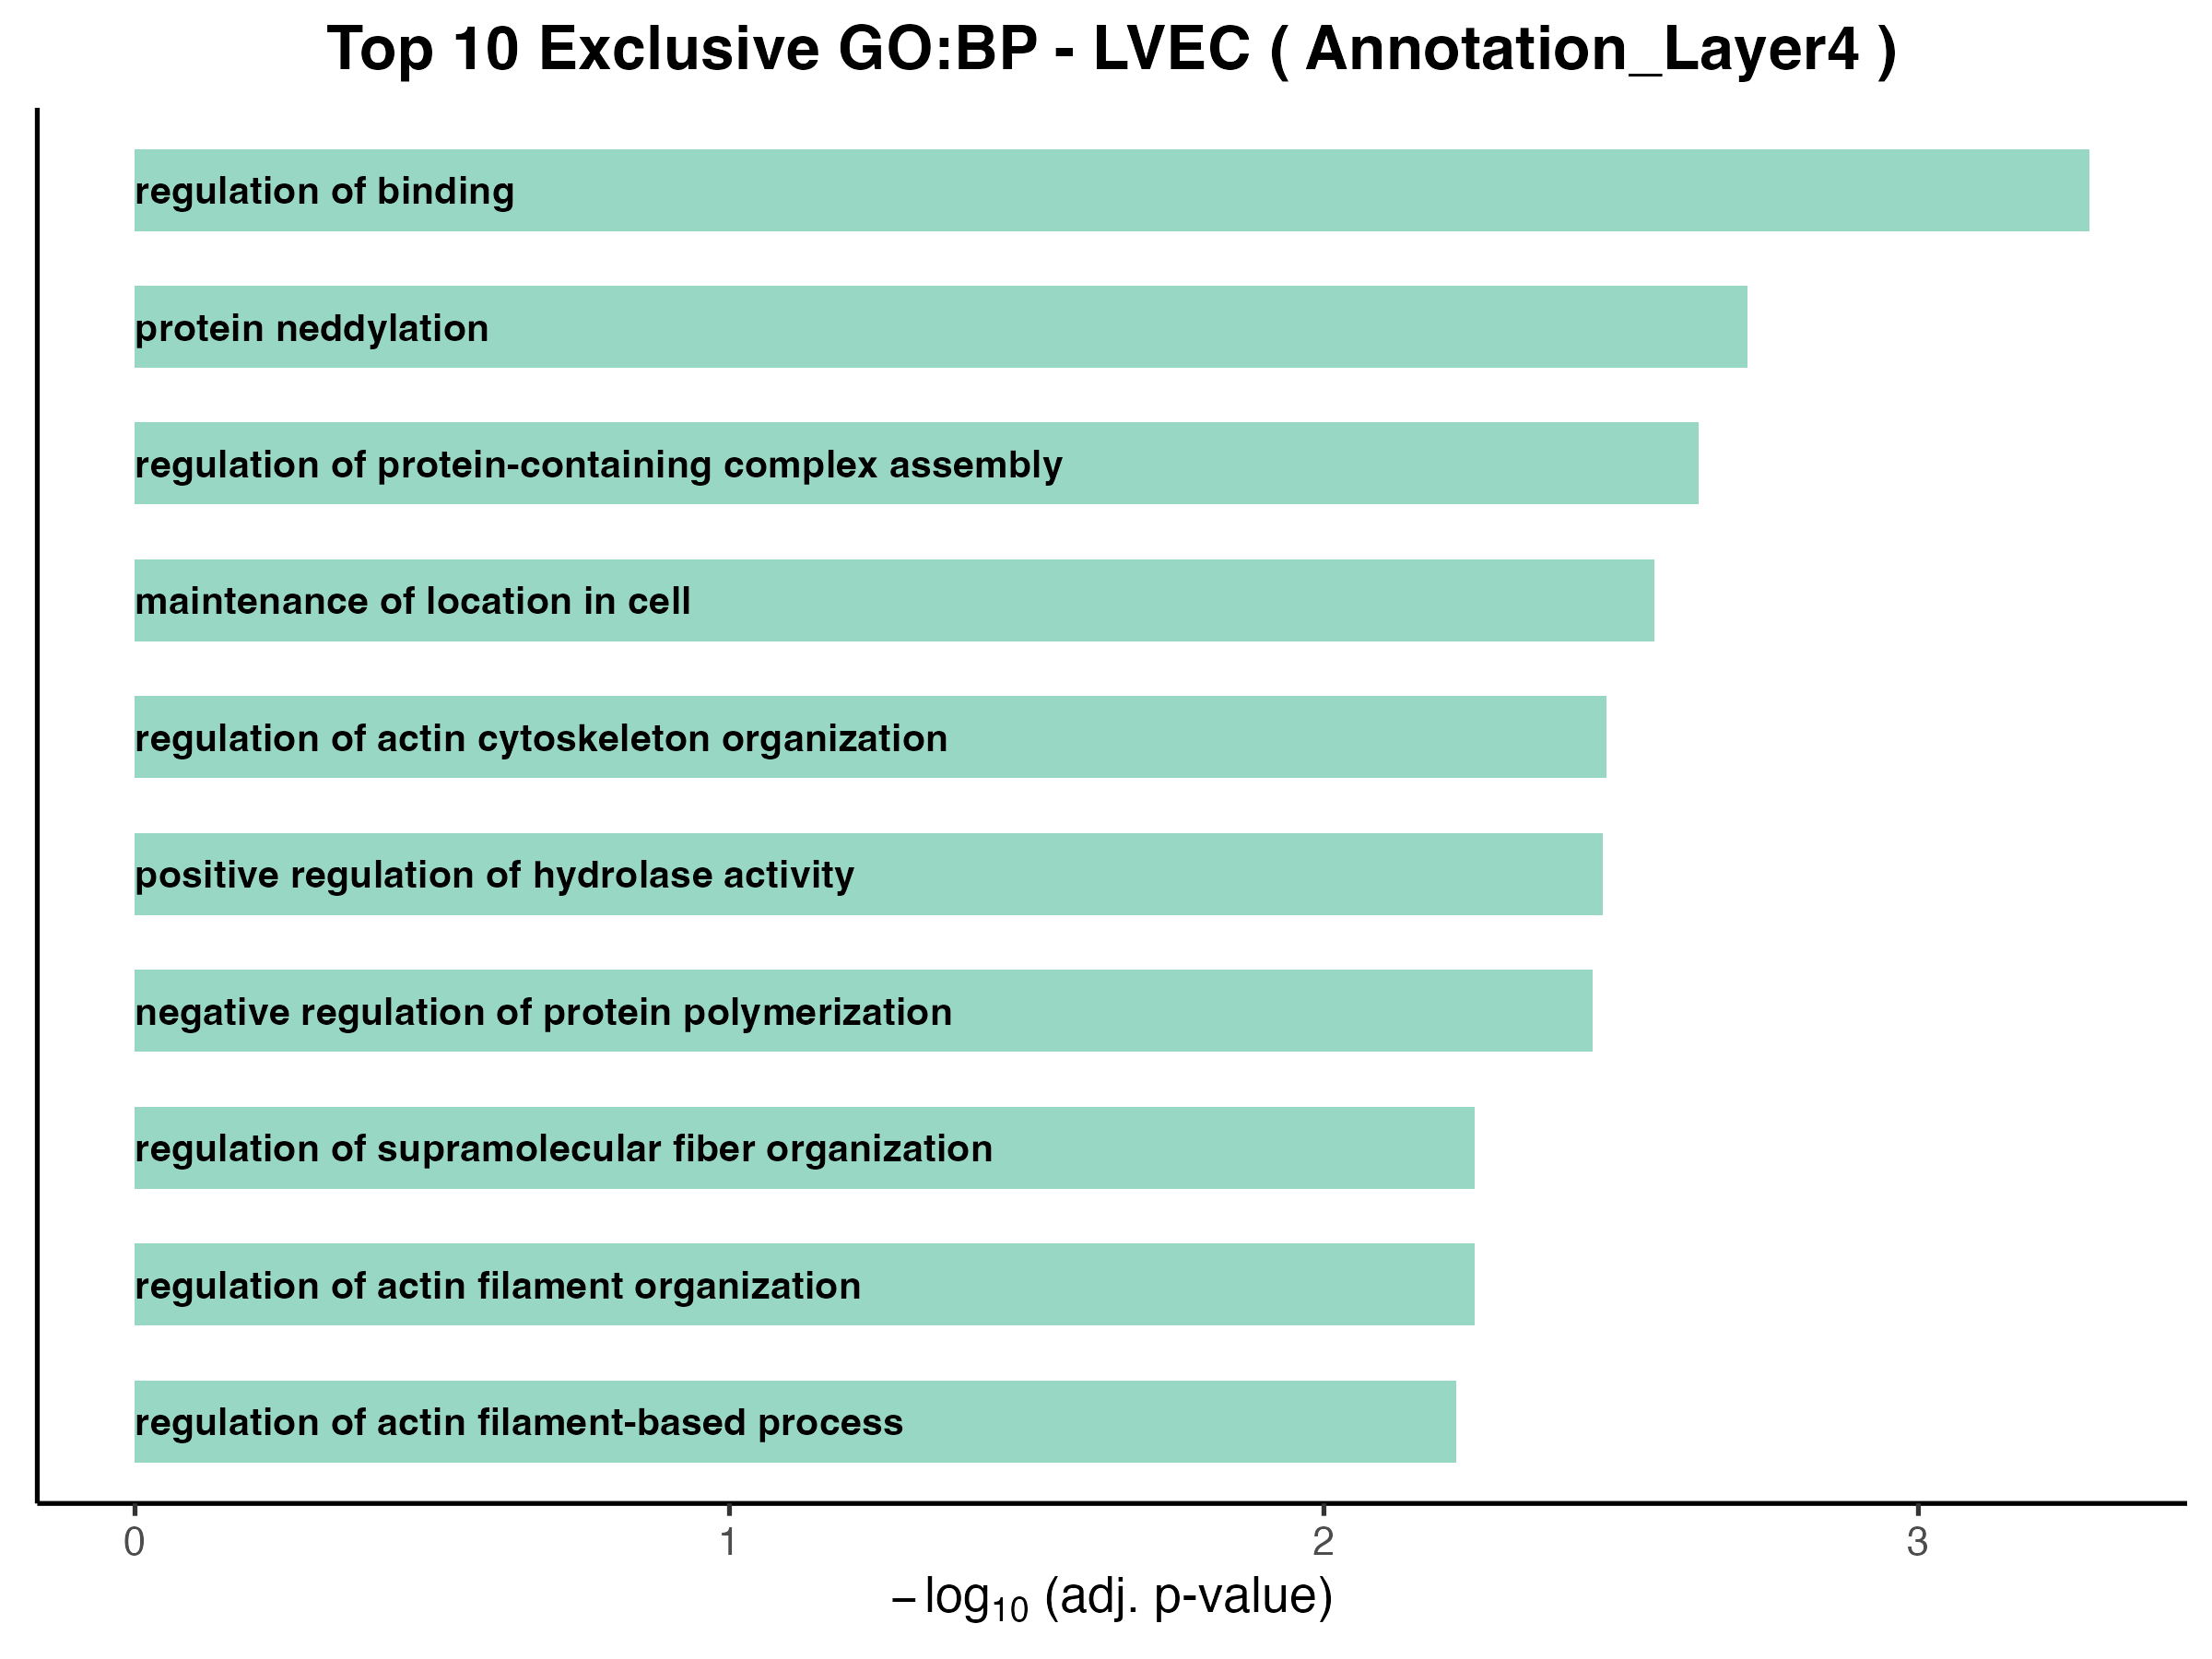 Top 10 Exclusive GO:BP - LVEC ( Annotation_Layer4 )
regulation of binding
protein neddylation
regulation of protein-containing complex assembly
maintenance of location in cell
regulation of actin cytoskeleton organization
positive regulation of hydrolase activity
negative regulation of protein polymerization
regulation of supramolecular fiber organization
regulation of actin filament organization
regulation of actin filament-based process
0 1 2 3
− log₁₀ (adj. p-value)